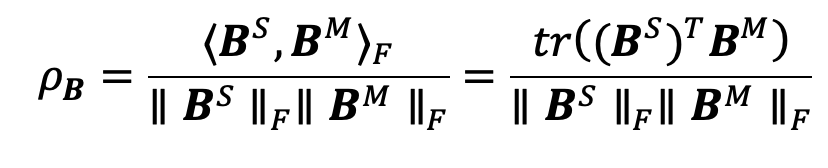 ρ_𝑩 = ⟨𝑩^S, 𝑩^M⟩_F / (∥ 𝑩^S ∥_F ∥ 𝑩^M ∥_F) = tr((𝑩^S)^T 𝑩^M) / (∥ 𝑩^S ∥_F ∥ 𝑩^M ∥_F)